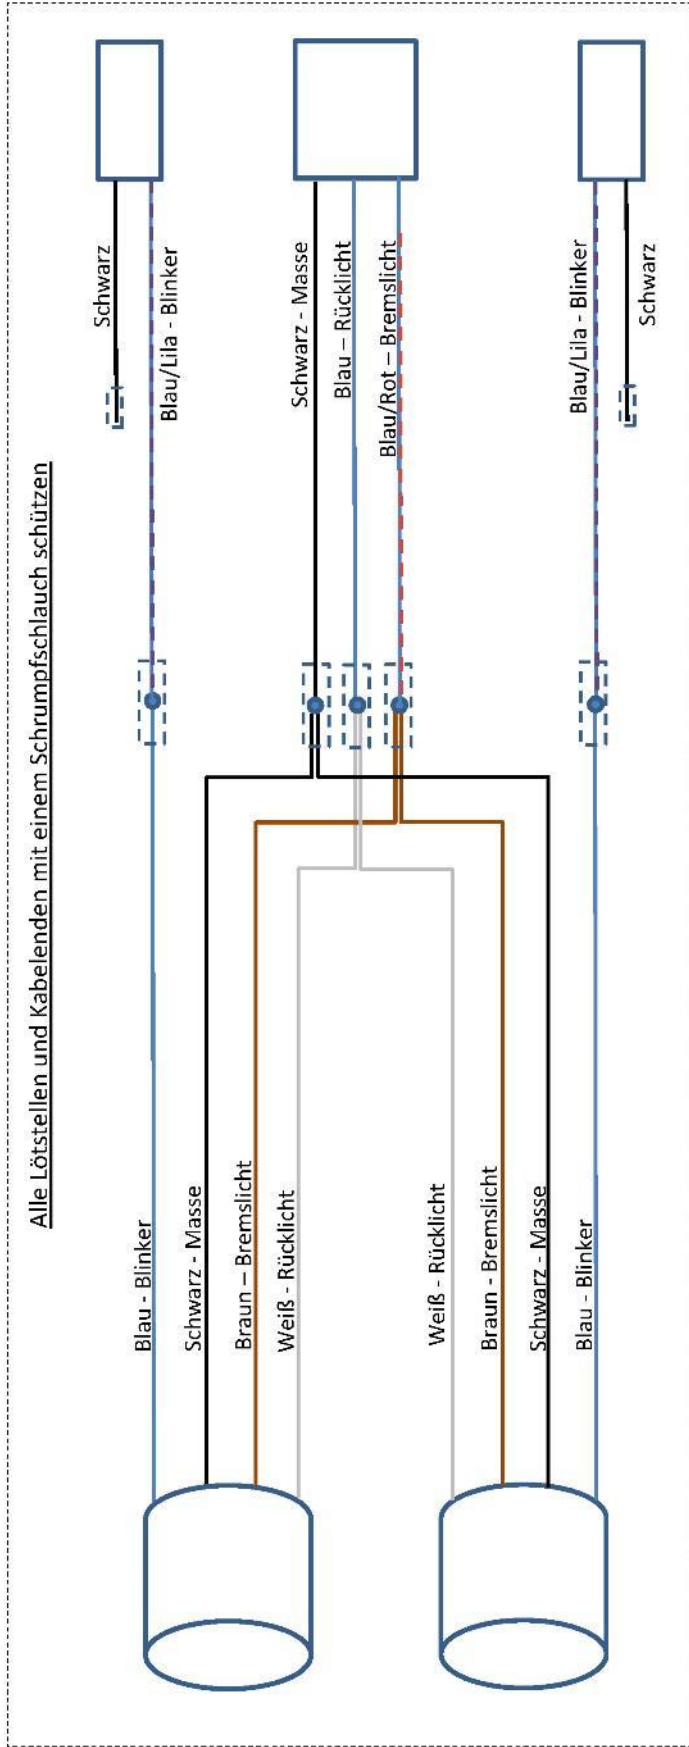 Alle Lötstellen und Kabelenden mit einem Schrumpfschlauch schützen
Blau - Blinker
Schwarz
Blau/Lila - Blinker
Schwarz - Masse
Braun – Bremslicht
Weiß - Rücklicht
Schwarz - Masse
Blau – Rücklicht
Blau/Rot – Bremslicht
Weiß - Rücklicht
Braun - Bremslicht
Schwarz - Masse
Blau - Blinker
Blau/Lila - Blinker
Schwarz